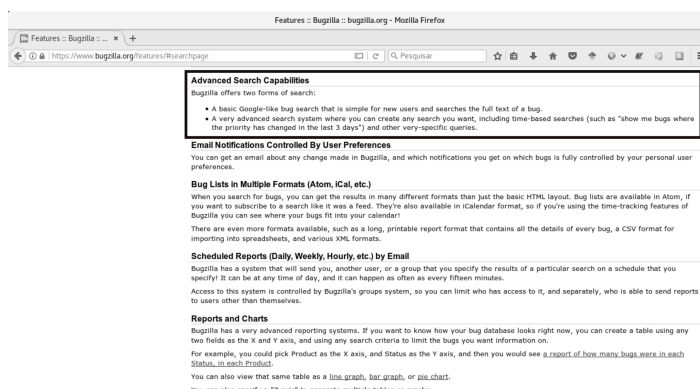 Features :: Bugzilla :: bugzilla.org - Mozilla Firefox
Features :: Bugzilla :: ... × +
https://www.bugzilla.org/features/#searchpage
Pesquisar
Advanced Search Capabilities
Bugzilla offers two forms of search:
• A basic Google-like bug search that is simple for new users and searches the full text of a bug.
• A very advanced search system where you can create any search you want, including time-based searches (such as "show me bugs where
the priority has changed in the last 3 days") and other very-specific queries.
Email Notifications Controlled By User Preferences
You can get an email about any change made in Bugzilla, and which notifications you get on which bugs is fully controlled by your personal user
preferences.
Bug Lists in Multiple Formats (Atom, iCal, etc.)
When you search for bugs, you can get the results in many different formats than just the basic HTML layout. Bug lists are available in Atom, if
you want to subscribe to a search like it was a feed. They're also available in iCalendar format, so if you're using the time-tracking features of
Bugzilla you can see where your bugs fit into your calendar!
There are even more formats available, such as a long, printable report format that contains all the details of every bug, a CSV format for
importing into spreadsheets, and various XML formats.
Scheduled Reports (Daily, Weekly, Hourly, etc.) by Email
Bugzilla has a system that will send you, another user, or a group that you specify the results of a particular search on a schedule that you
specify! It can be at any time of day, and it can happen as often as every fifteen minutes.
Access to this system is controlled by Bugzilla's groups system, so you can limit who has access to it, and separately, who is able to send reports
to users other than themselves.
Reports and Charts
Bugzilla has a very advanced reporting systems. If you want to know how your bug database looks right now, you can create a table using any
two fields as the X and Y axis, and using any search criteria to limit the bugs you want information on.
For example, you could pick Product as the X axis, and Status as the Y axis, and then you would see a report of how many bugs were in each
Status, in each Product.
You can also view that same table as a line graph, bar graph, or pie chart.